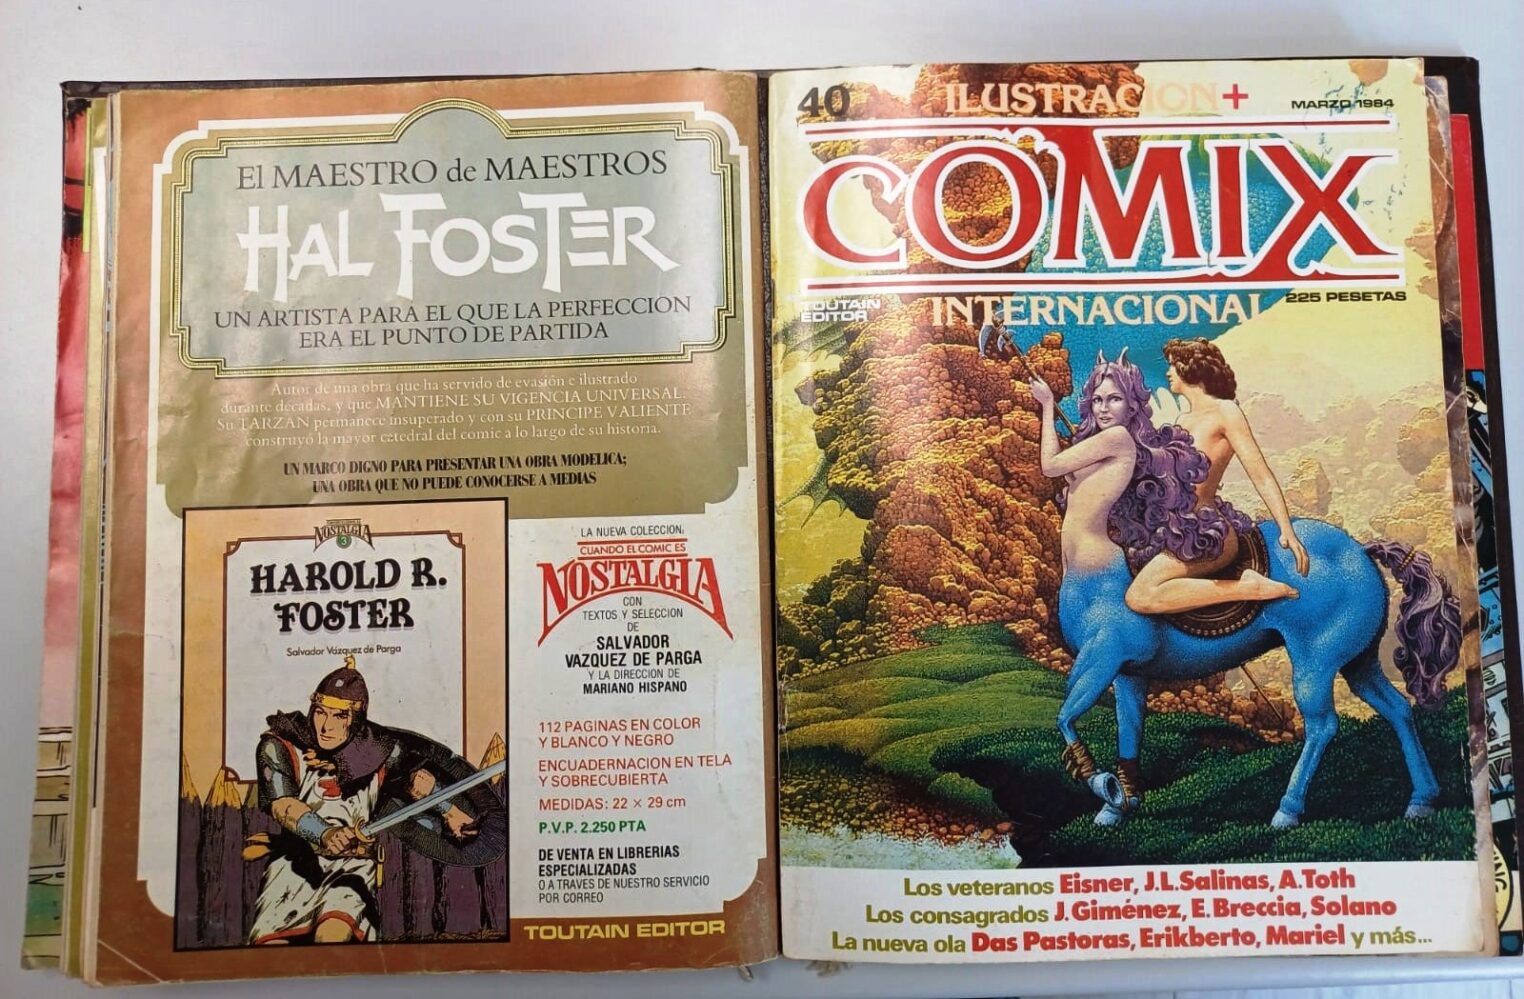 El MAESTRO de MAESTROS
HAL FOSTER
UN ARTISTA PARA EL QUE LA PERFECCION
ERA EL PUNTO DE PARTIDA
Autor de una obra que ha servido de evasión e ilustrado
durante décadas, y que MANTIENE SU VIGENCIA UNIVERSAL.
Su TARZAN permanece insuperado y con su PRINCIPE VALIENTE
construyó la mayor catedral del comic a lo largo de su historia.
UN MARCO DIGNO PARA PRESENTAR UNA OBRA MODELICA;
UNA OBRA QUE NO PUEDE CONOCERSE A MEDIAS
NOSTALGIA
3
HAROLD R.
FOSTER
Salvador Vázquez de Parga
LA NUEVA COLECCION:
CUANDO EL COMIC ES
NOSTALGIA
CON
TEXTOS Y SELECCION
DE
SALVADOR
VAZQUEZ DE PARGA
Y LA DIRECCION DE
MARIANO HISPANO
112 PAGINAS EN COLOR
Y BLANCO Y NEGRO
ENCUADERNACION EN TELA
Y SOBRECUBIERTA
MEDIDAS: 22 × 29 cm
P.V.P. 2.250 PTA
DE VENTA EN LIBRERIAS
ESPECIALIZADAS
O A TRAVES DE NUESTRO SERVICIO
POR CORREO
TOUTAIN EDITOR
40
ILUSTRACION +
MARZO 1984
COMIX
TOUTAIN
EDITOR
INTERNACIONAL
225 PESETAS
Los veteranos Eisner, J.L.Salinas, A.Toth
Los consagrados J.Giménez, E.Breccia, Solano
La nueva ola Das Pastoras, Erikberto, Mariel y más...